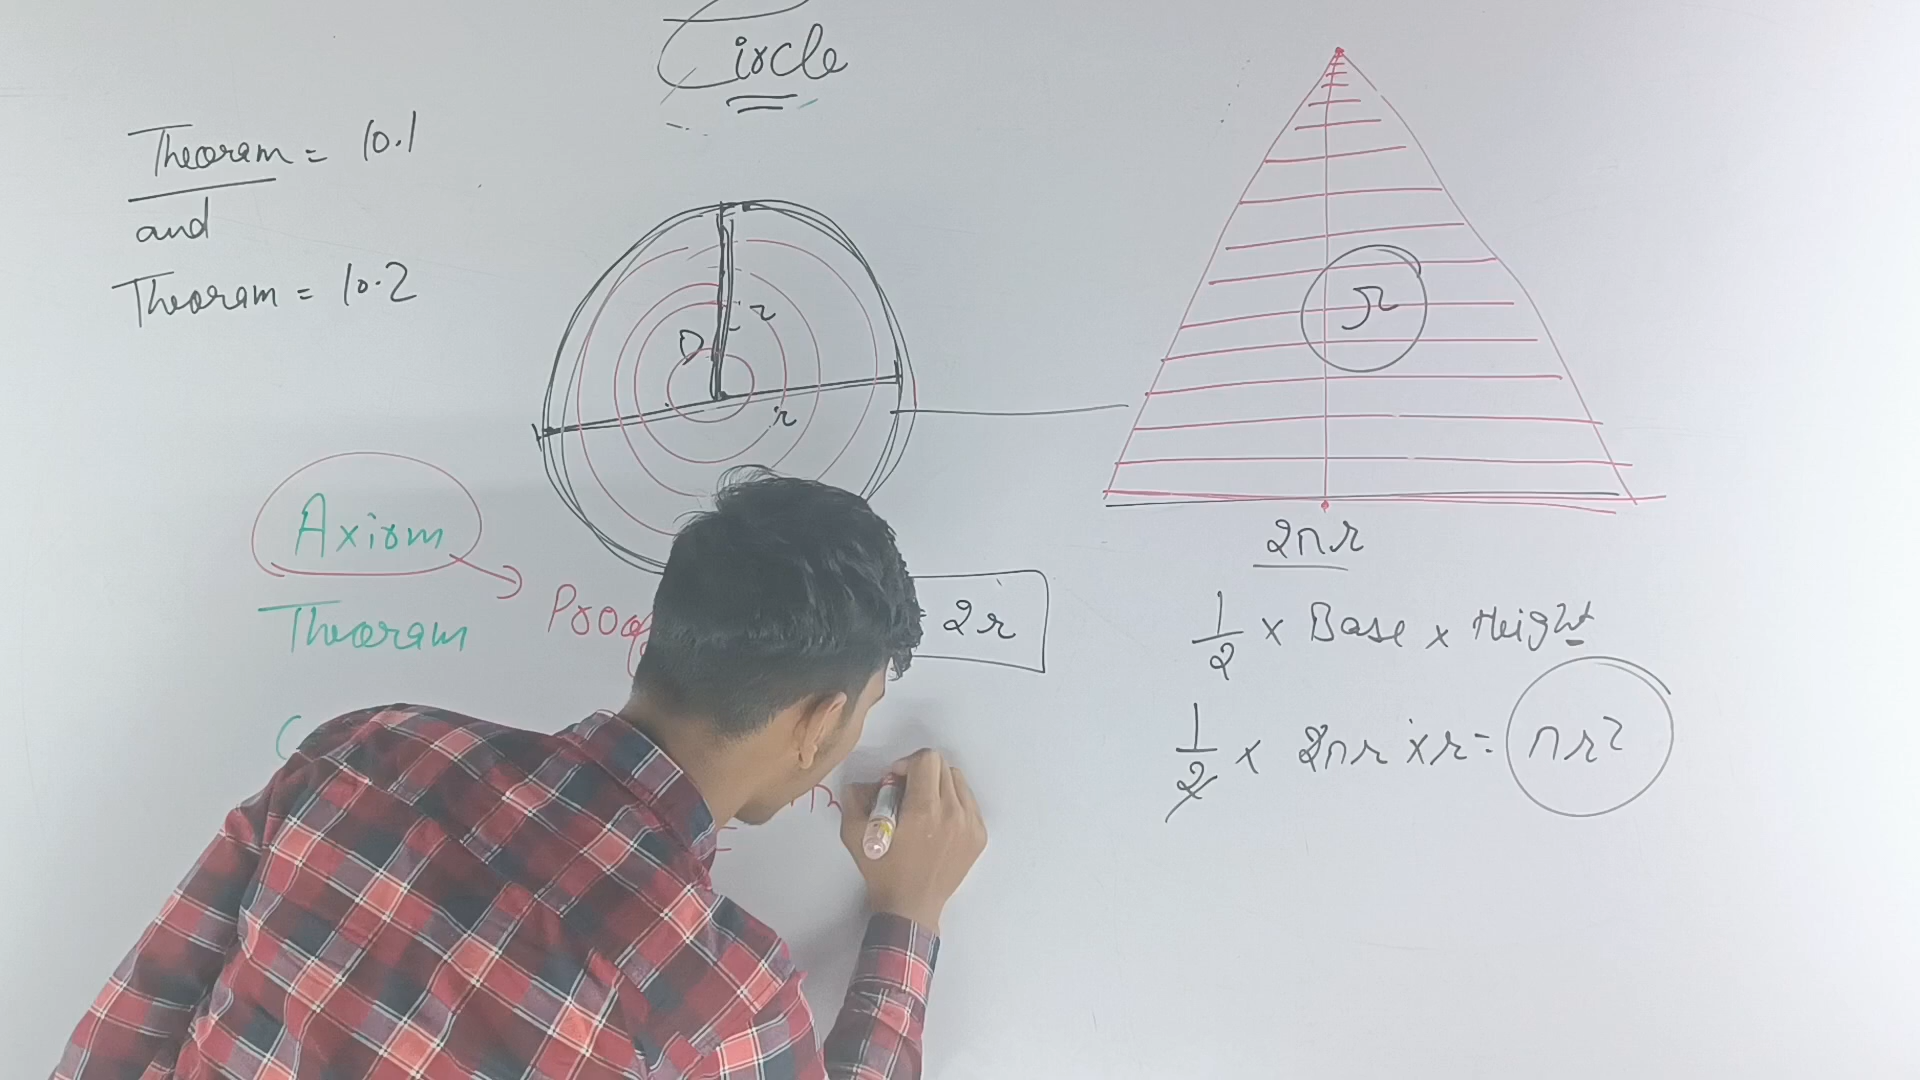 Circle
Theoram = 10.1
and
Theoram = 10.2
r
r
Axiom
Theoram
= 2r
r
2πr
1/2 × Base × Height
1/2 × 2πr × r = πr²